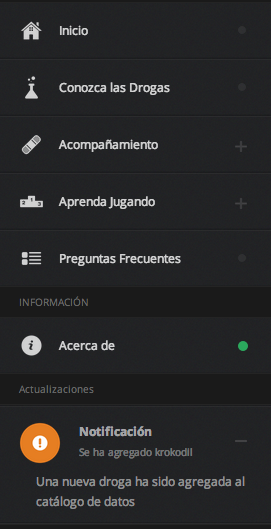 Inicio
Conozca las Drogas
Acompañamiento
Aprenda Jugando
Preguntas Frecuentes
INFORMACIÓN
Acerca de
Actualizaciones
Notificación
Se ha agregado krokodil
Una nueva droga ha sido agregada al
catálogo de datos